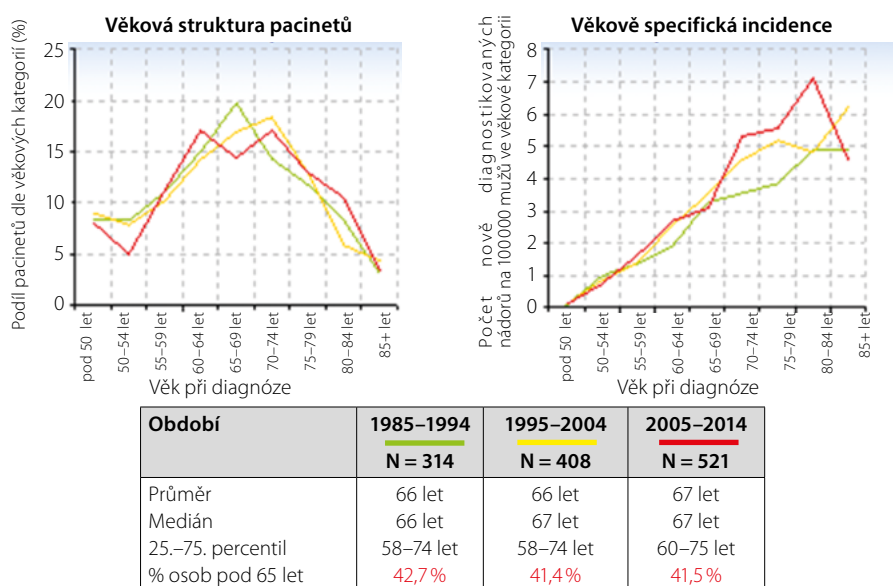 Věková struktura pacinetů
Podíl pacinetů dle věkových kategorií (%)
25
20
15
10
5
0
pod 50 let
50–54 let
55–59 let
60–64 let
65–69 let
70–74 let
75–79 let
80–84 let
85+ let
Věk při diagnóze
Věkově specifická incidence
Počet nově diagnostikovaných
nádorů na 100000 mužů ve věkové kategorii
8
7
6
5
4
3
2
1
0
pod 50 let
50–54 let
55–59 let
60–64 let
65–69 let
70–74 let
75–79 let
80–84 let
85+ let
Věk při diagnóze
Období 1985–1994 1995–2004 2005–2014
N = 314 N = 408 N = 521
Průměr 66 let 66 let 67 let
Medián 66 let 67 let 67 let
25.–75. percentil 58–74 let 58–74 let 60–75 let
% osob pod 65 let 42,7 % 41,4 % 41,5 %